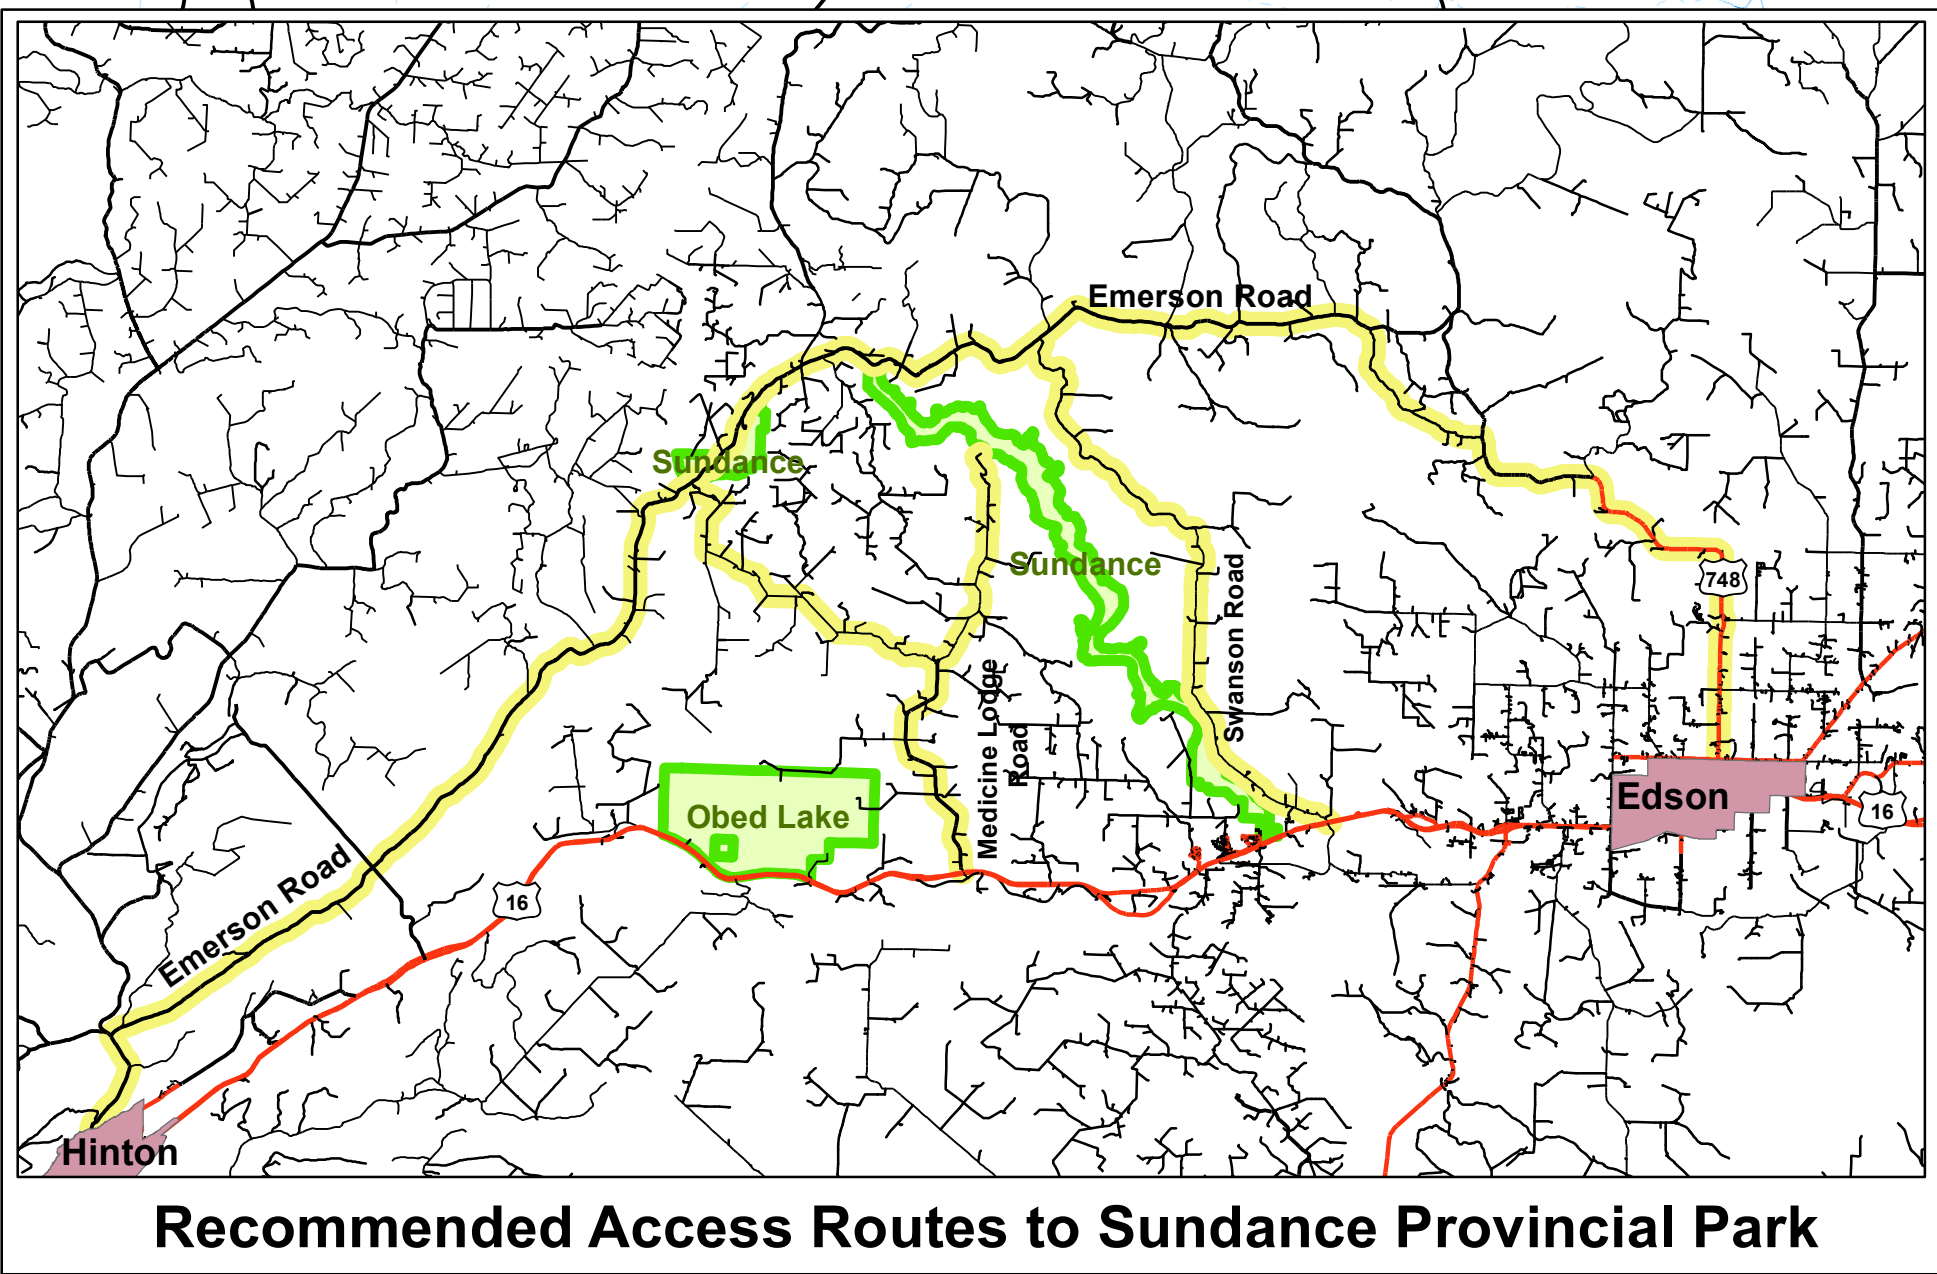 Emerson Road
Sundance
Sundance
748
Swanson Road
Medicine Lodge
Road
Obed Lake
Edson
16
16
Emerson Road
Hinton
Recommended Access Routes to Sundance Provincial Park